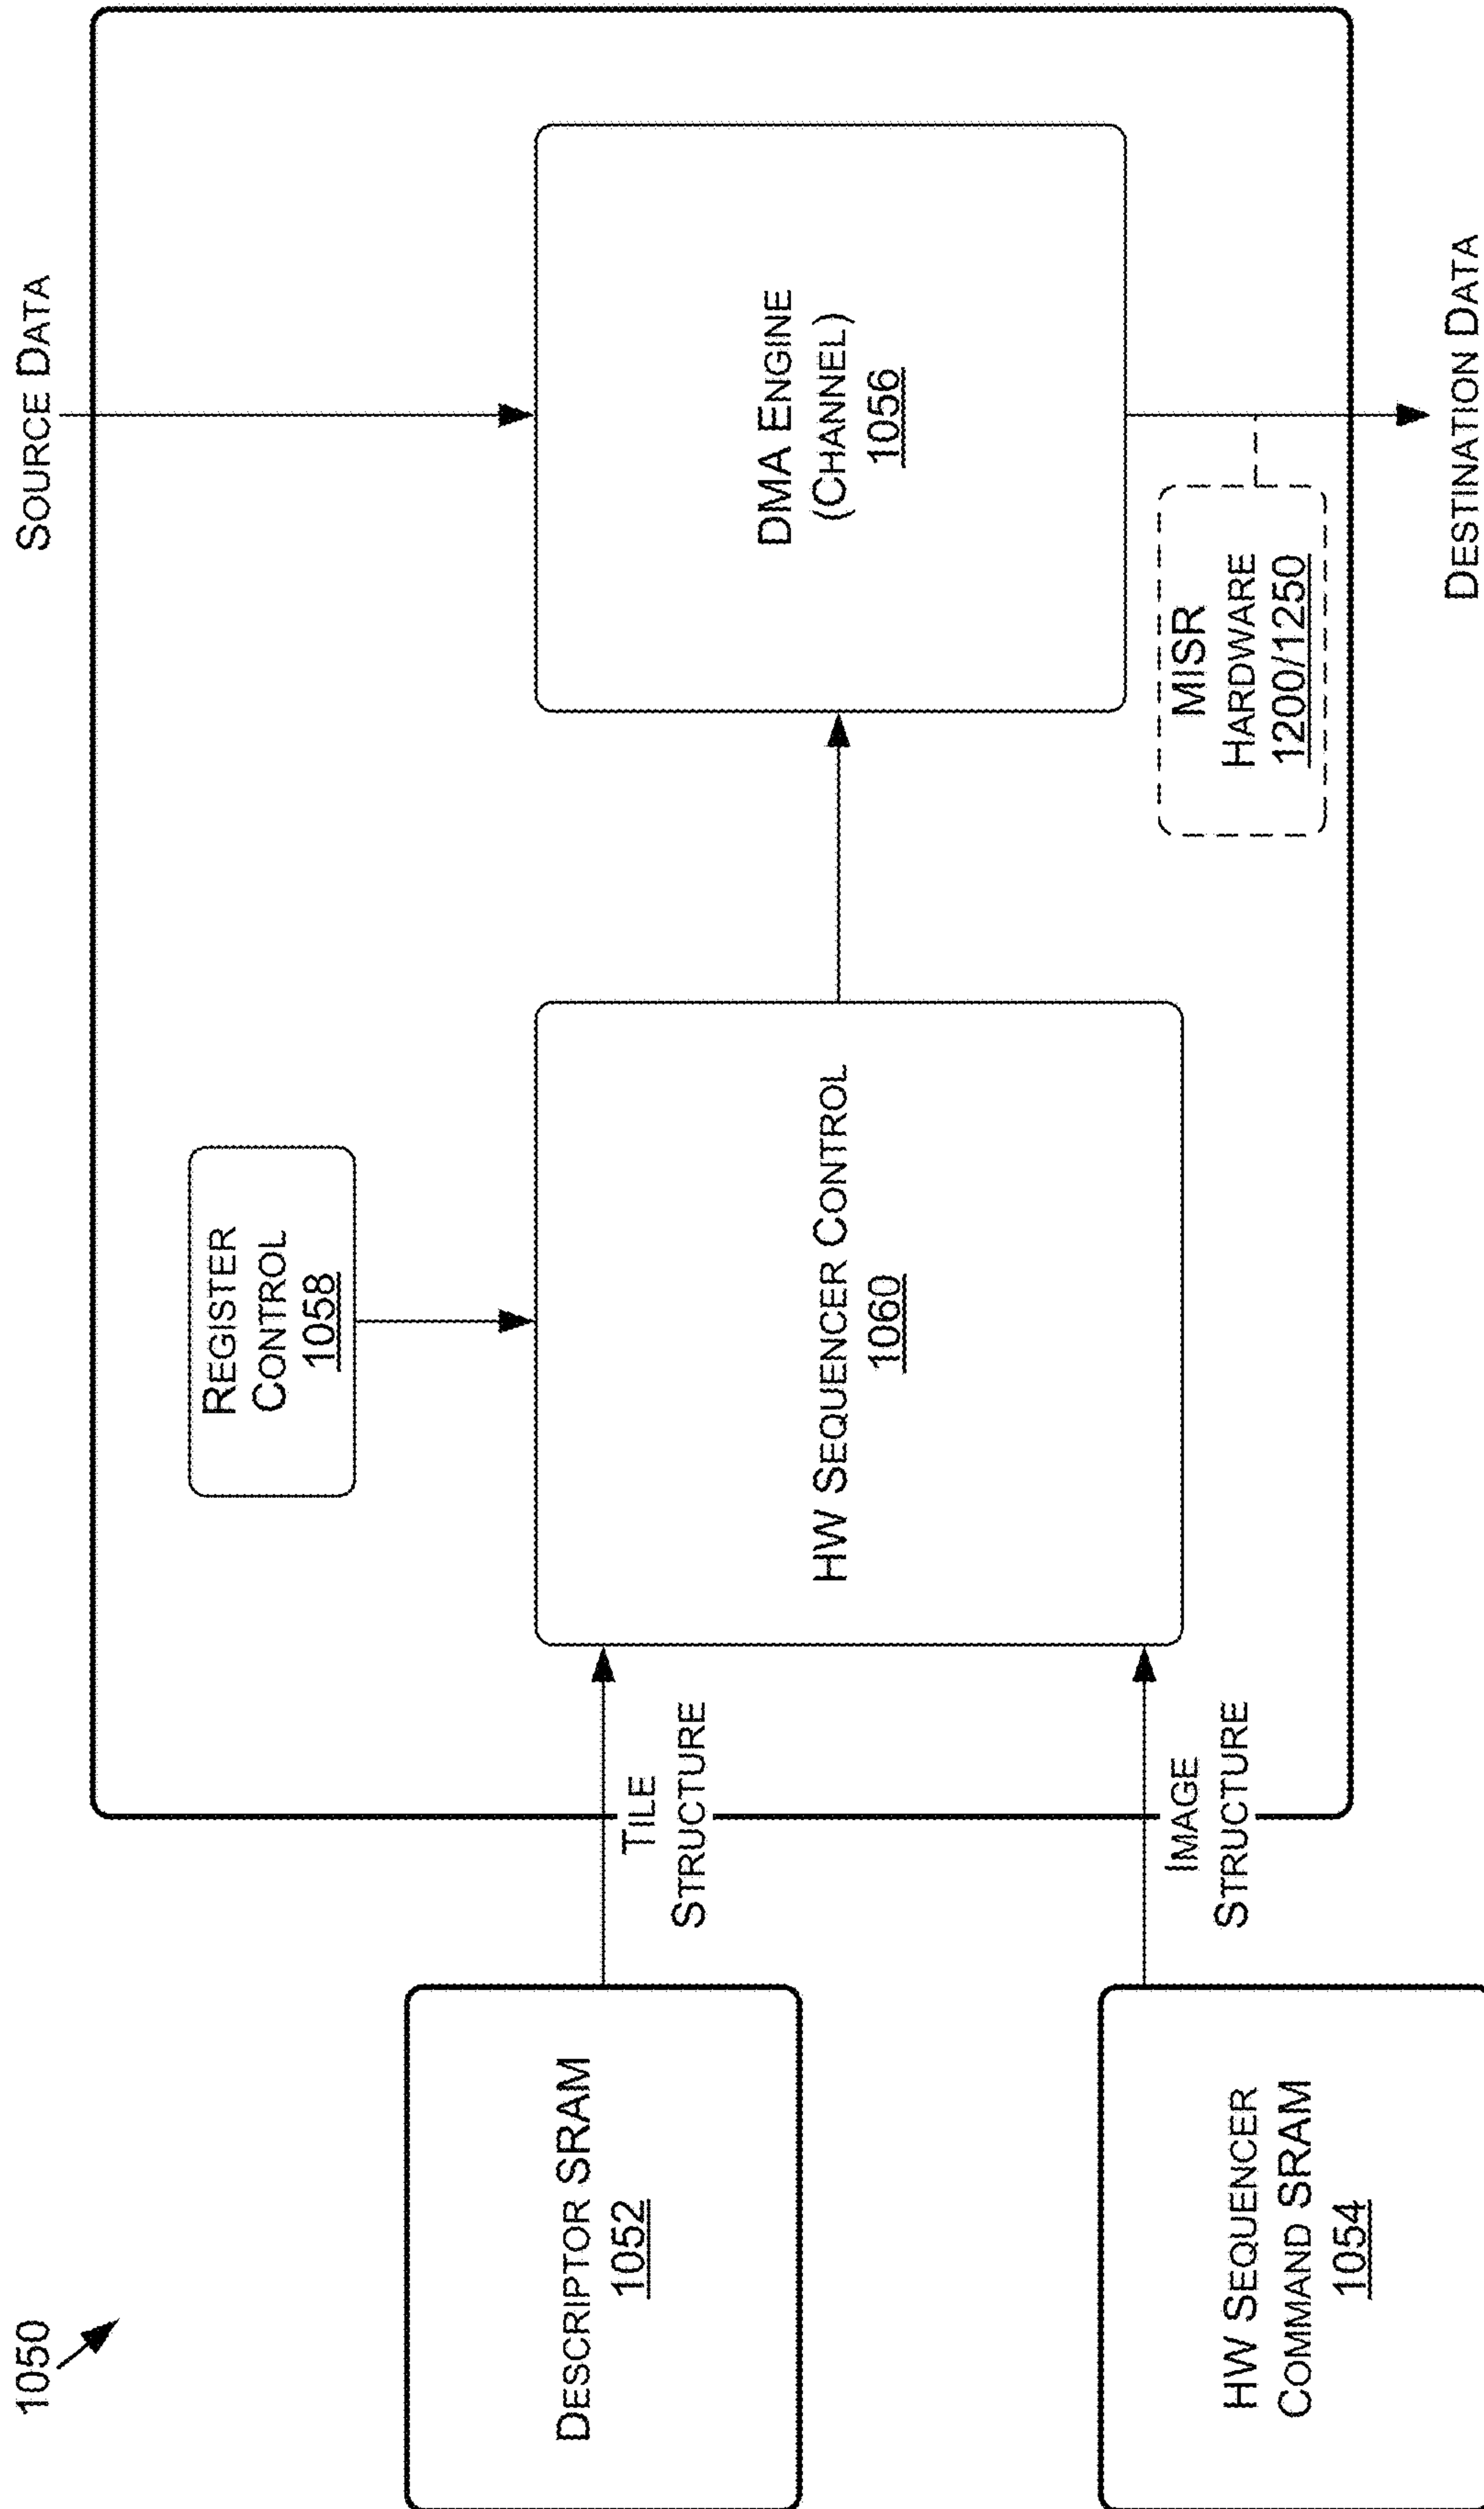 1050
DESCRIPTOR SRAM
1052
HW SEQUENCER
COMMAND SRAM
1054
TILE
STRUCTURE
IMAGE
STRUCTURE
REGISTER
CONTROL
1058
HW SEQUENCER CONTROL
1060
SOURCE DATA
DMA ENGINE
(CHANNEL)
1056
MISR
HARDWARE
1200/1250
DESTINATION DATA